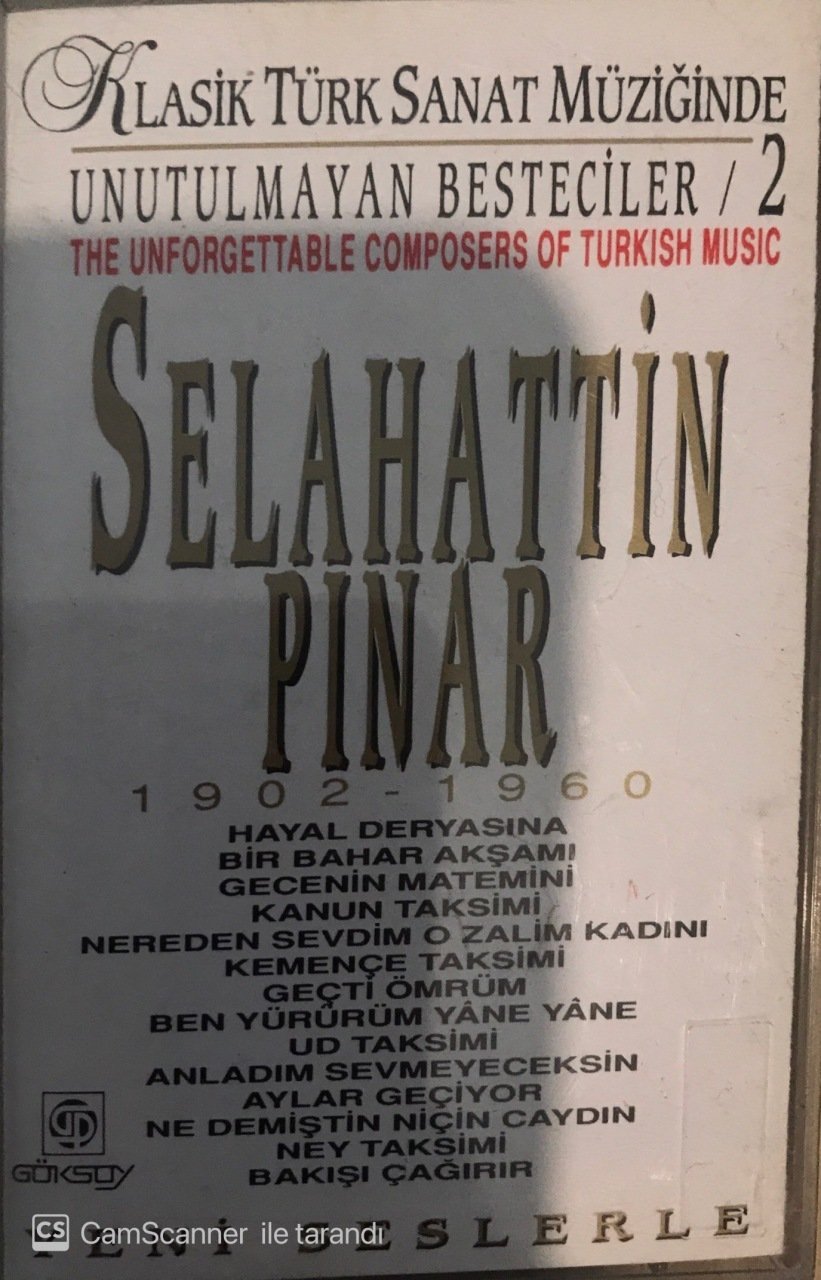 KLASİK TÜRK SANAT MÜZİĞİNDE
UNUTULMAYAN BESTECİLER / 2
THE UNFORGETTABLE COMPOSERS OF TURKISH MUSIC
SELAHATTİN
PINAR
1902-1960
HAYAL DERYASINA
BİR BAHAR AKŞAMI
GECENİN MATEMİNİ
KANUN TAKSİMİ
NEREDEN SEVDİM O ZALİM KADINI
KEMENÇE TAKSİMİ
GEÇTİ ÖMRÜM
BEN YÜRÜRÜM YÂNE YÂNE
UD TAKSİMİ
ANLADIM SEVMEYECEKSİN
AYLAR GEÇİYOR
NE DEMİŞTİN NİÇİN CAYDIN
NEY TAKSİMİ
BAKIŞI ÇAĞIRIR
GÖKSOY
YENİ SESLERLE
CS CamScanner ile tarandı